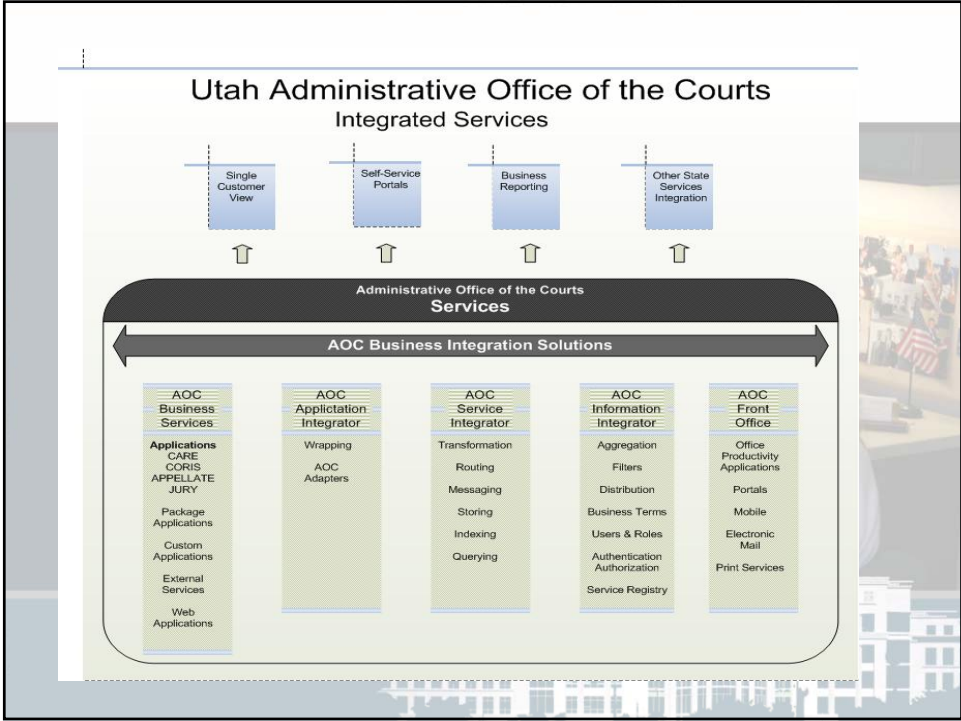 Utah Administrative Office of the Courts
Integrated Services
Single
Customer
View
Self-Service
Portals
Business
Reporting
Other State
Services
Integration
Administrative Office of the Courts
Services
AOC Business Integration Solutions
AOC
Business
Services
Applications
CARE
CORIS
APPELLATE
JURY
Package
Applications
Custom
Applications
External
Services
Web
Applications
AOC
Applictation
Integrator
Wrapping
AOC
Adapters
AOC
Service
Integrator
Transformation
Routing
Messaging
Storing
Indexing
Querying
AOC
Information
Integrator
Aggregation
Filters
Distribution
Business Terms
Users & Roles
Authentication
Authorization
Service Registry
AOC
Front
Office
Office
Productivity
Applications
Portals
Mobile
Electronic
Mail
Print Services